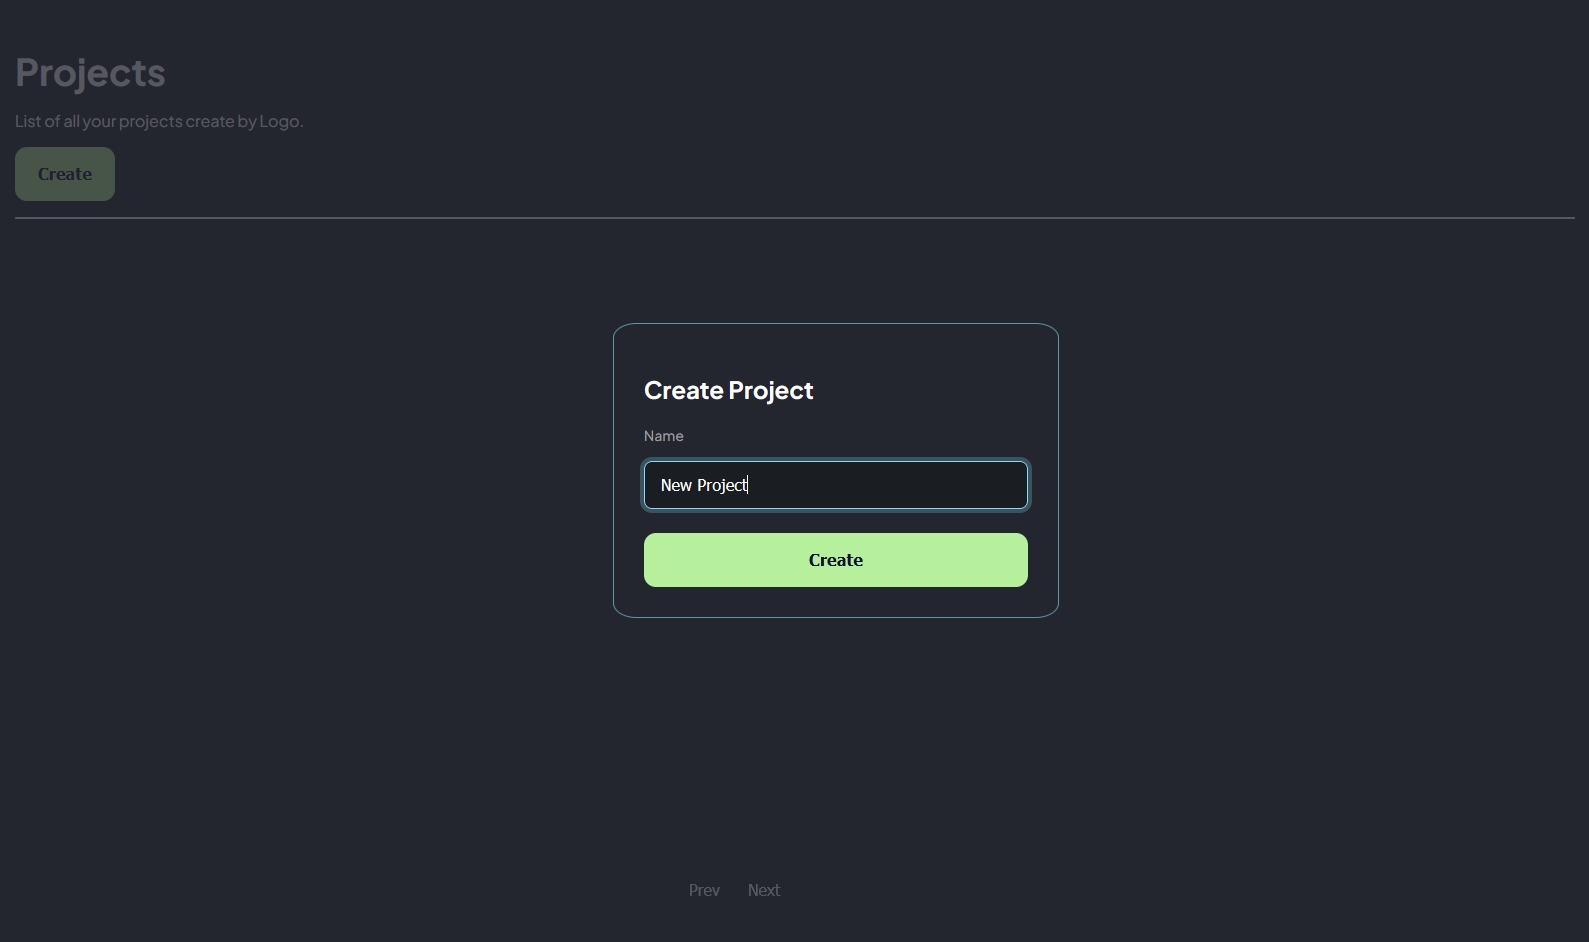 Projects
List of all your projects create by Logo.
Create
Create Project
Name
New Project
Create
Prev Next